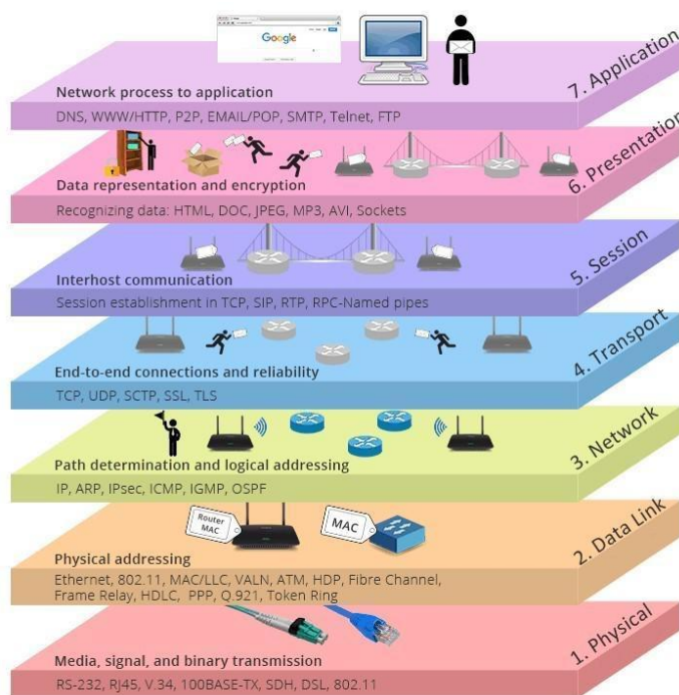 Google
7. Application
Network process to application
DNS, WWW/HTTP, P2P, EMAIL/POP, SMTP, Telnet, FTP
6. Presentation
Data representation and encryption
Recognizing data: HTML, DOC, JPEG, MP3, AVI, Sockets
5. Session
Interhost communication
Session establishment in TCP, SIP, RTP, RPC-Named pipes
4. Transport
End-to-end connections and reliability
TCP, UDP, SCTP, SSL, TLS
3. Network
Path determination and logical addressing
IP, ARP, IPsec, ICMP, IGMP, OSPF
Router
MAC
MAC
2. Data Link
Physical addressing
Ethernet, 802.11, MAC/LLC, VALN, ATM, HDP, Fibre Channel,
Frame Relay, HDLC, PPP, Q.921, Token Ring
1. Physical
Media, signal, and binary transmission
RS-232, RJ45, V.34, 100BASE-TX, SDH, DSL, 802.11